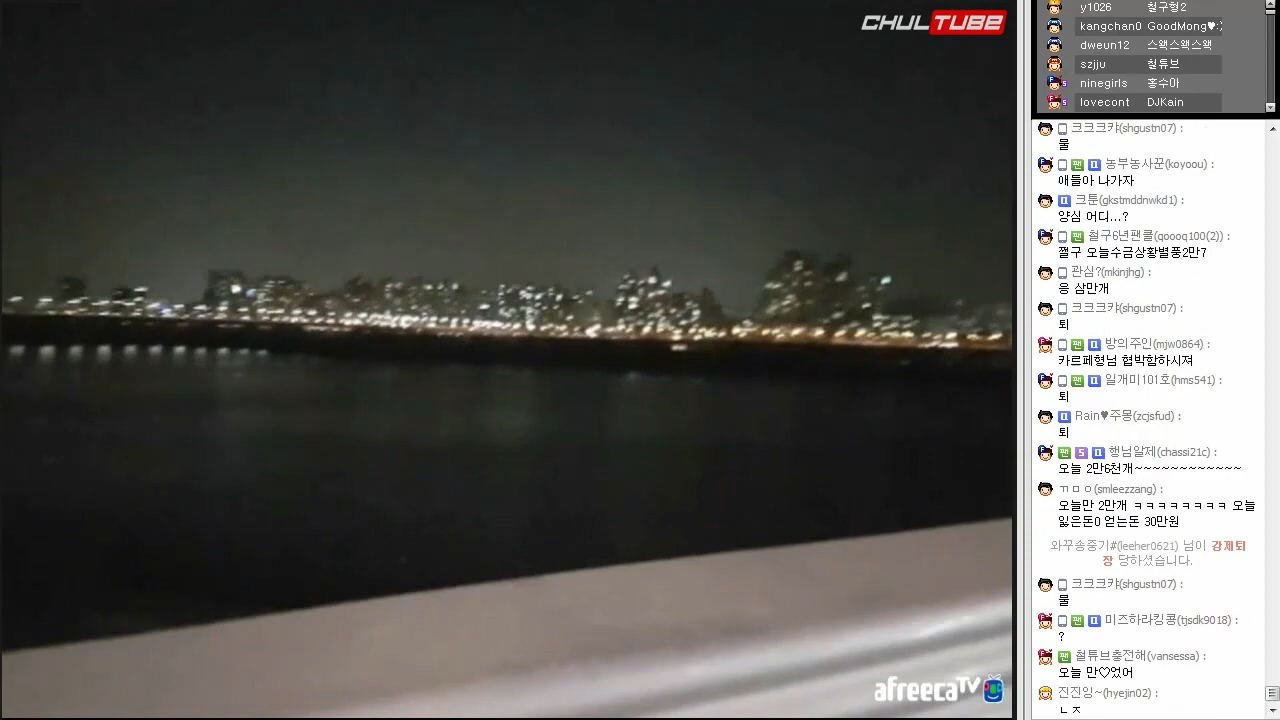 CHULTUBE
afreecaTV
y1026 철구형2
kangchan0 GoodMong♥:)
dweun12 스왝스왝스왝
szjju 철튜브
ninegirls 홍수아
lovecont DJKain
크크크캬(shgustn07) :
물
농부농사꾼(koyoou) :
애들아 나가자
크툰(gkstmddnwkd1) :
양심 어디...?
철구6년팬클(qoooq100(2)) :
쩔구 오늘수금상황별풍2만7
관심?(mkinjhg) :
응 삼만개
크크크캬(shgustn07) :
퇴
방의주인(mjw0864) :
카르페형님 협박함하시져
일개미101호(hms541) :
퇴
Rain♥주몽(zcjsfud) :
퇴
행님알제(chassi21c) :
오늘 2만6천개~~~~~~~~~~~~
ㄲㅁㅇ(smleezzang) :
오늘만 2만개 ㅋㅋㅋㅋㅋㅋㅋㅋ 오늘
잃은돈0 얻는돈 30만원
와꾸송중기#(leeher0621) 님이 강제퇴
장 당하셨습니다.
크크크캬(shgustn07) :
물
미즈하라킹콩(tjsdk9018) :
?
철튜브충전해(vansessa) :
오늘 만♡었어
진진잉~(hyejin02) :
ㄴㅈ